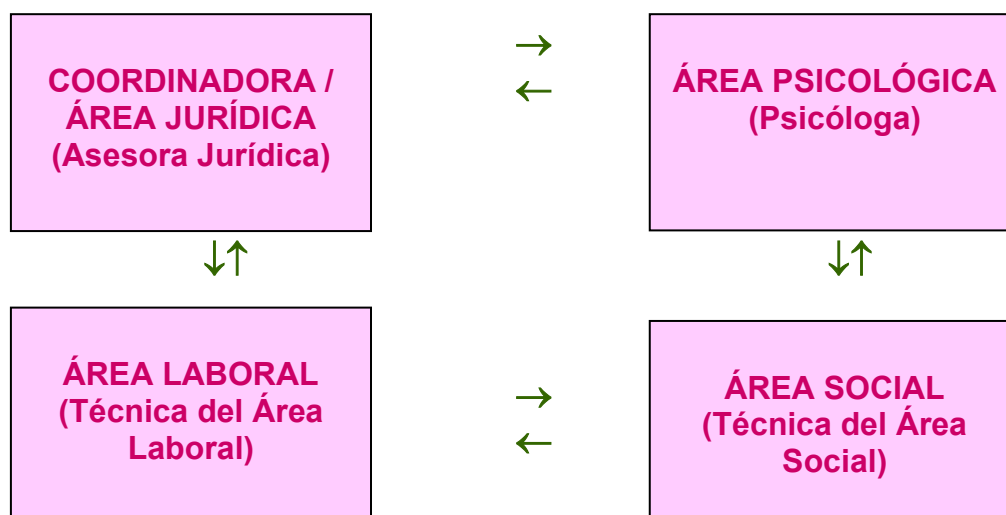 COORDINADORA /
ÁREA JURÍDICA
(Asesora Jurídica)
→
←
ÁREA PSICOLÓGICA
(Psicóloga)
↓↑
↓↑
ÁREA LABORAL
(Técnica del Área
Laboral)
→
←
ÁREA SOCIAL
(Técnica del Área
Social)